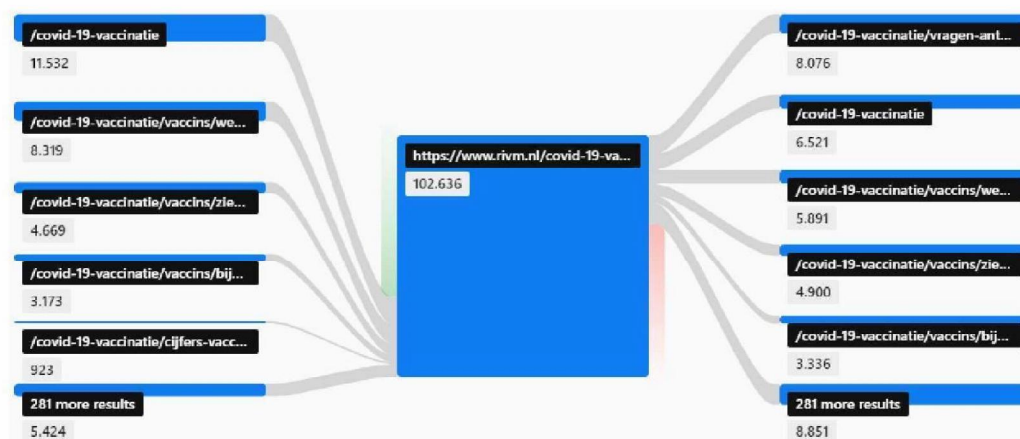 /covid-19-vaccinatie
11.532
/covid-19-vaccinatie/vaccins/we...
8.319
/covid-19-vaccinatie/vaccins/zie...
4.669
/covid-19-vaccinatie/vaccins/bij...
3.173
/covid-19-vaccinatie/cijfers-vacc...
923
281 more results
5.424
https://www.rivm.nl/covid-19-va...
102.636
/covid-19-vaccinatie/vragen-ant...
8.076
/covid-19-vaccinatie
6.521
/covid-19-vaccinatie/vaccins/we...
5.891
/covid-19-vaccinatie/vaccins/zie...
4.900
/covid-19-vaccinatie/vaccins/bij...
3.336
281 more results
8.851